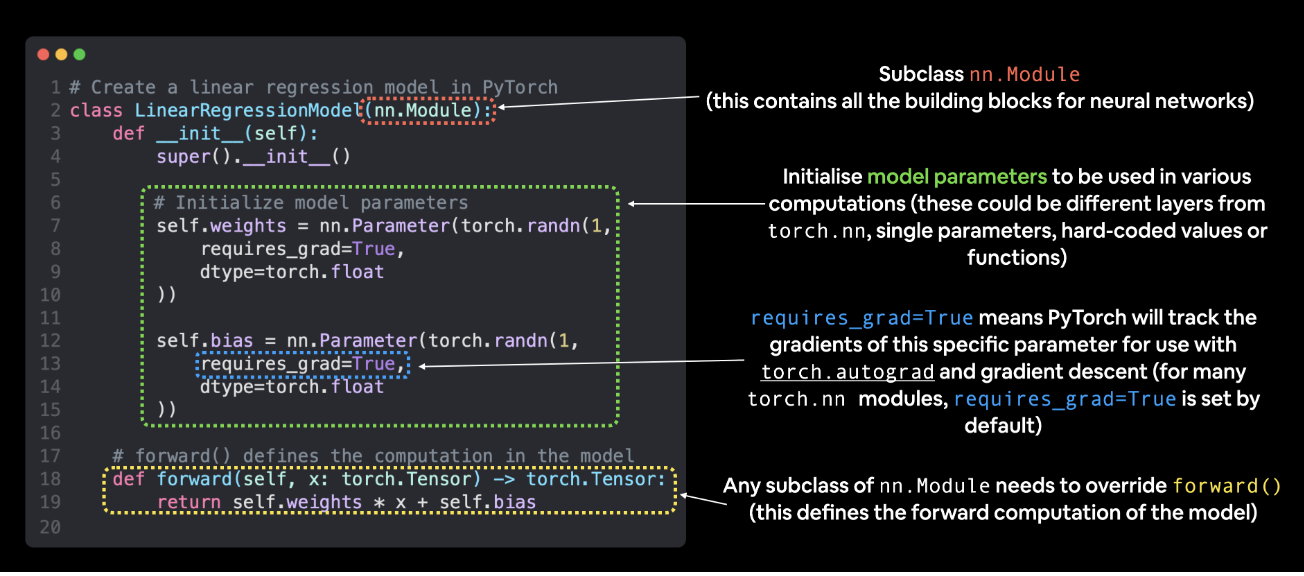 1 # Create a linear regression model in PyTorch
2 class LinearRegressionModel(nn.Module):
3     def __init__(self):
4         super().__init__()
5
6         # Initialize model parameters
7         self.weights = nn.Parameter(torch.randn(1,
8             requires_grad=True,
9             dtype=torch.float
10         ))
11
12         self.bias = nn.Parameter(torch.randn(1,
13             requires_grad=True,
14             dtype=torch.float
15         ))
16
17     # forward() defines the computation in the model
18     def forward(self, x: torch.Tensor) -> torch.Tensor:
19         return self.weights * x + self.bias
20
Subclass nn.Module
(this contains all the building blocks for neural networks)
Initialise model parameters to be used in various
computations (these could be different layers from
torch.nn, single parameters, hard-coded values or
functions)
requires_grad=True means PyTorch will track the
gradients of this specific parameter for use with
torch.autograd and gradient descent (for many
torch.nn modules, requires_grad=True is set by
default)
Any subclass of nn.Module needs to override forward()
(this defines the forward computation of the model)